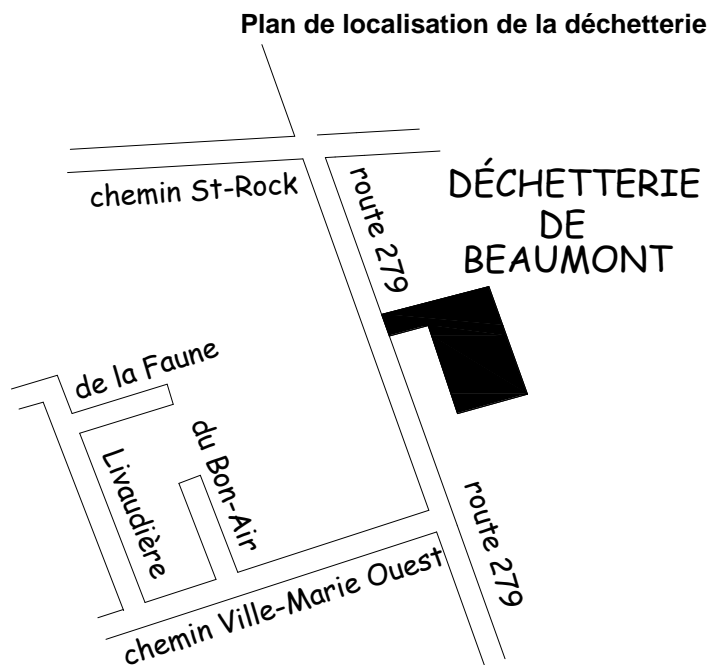 Plan de localisation de la déchetterie
chemin St-Rock
route 279
DÉCHETTERIE
DE
BEAUMONT
de la Faune
du Bon-Air
Livaudière
route 279
chemin Ville-Marie Ouest